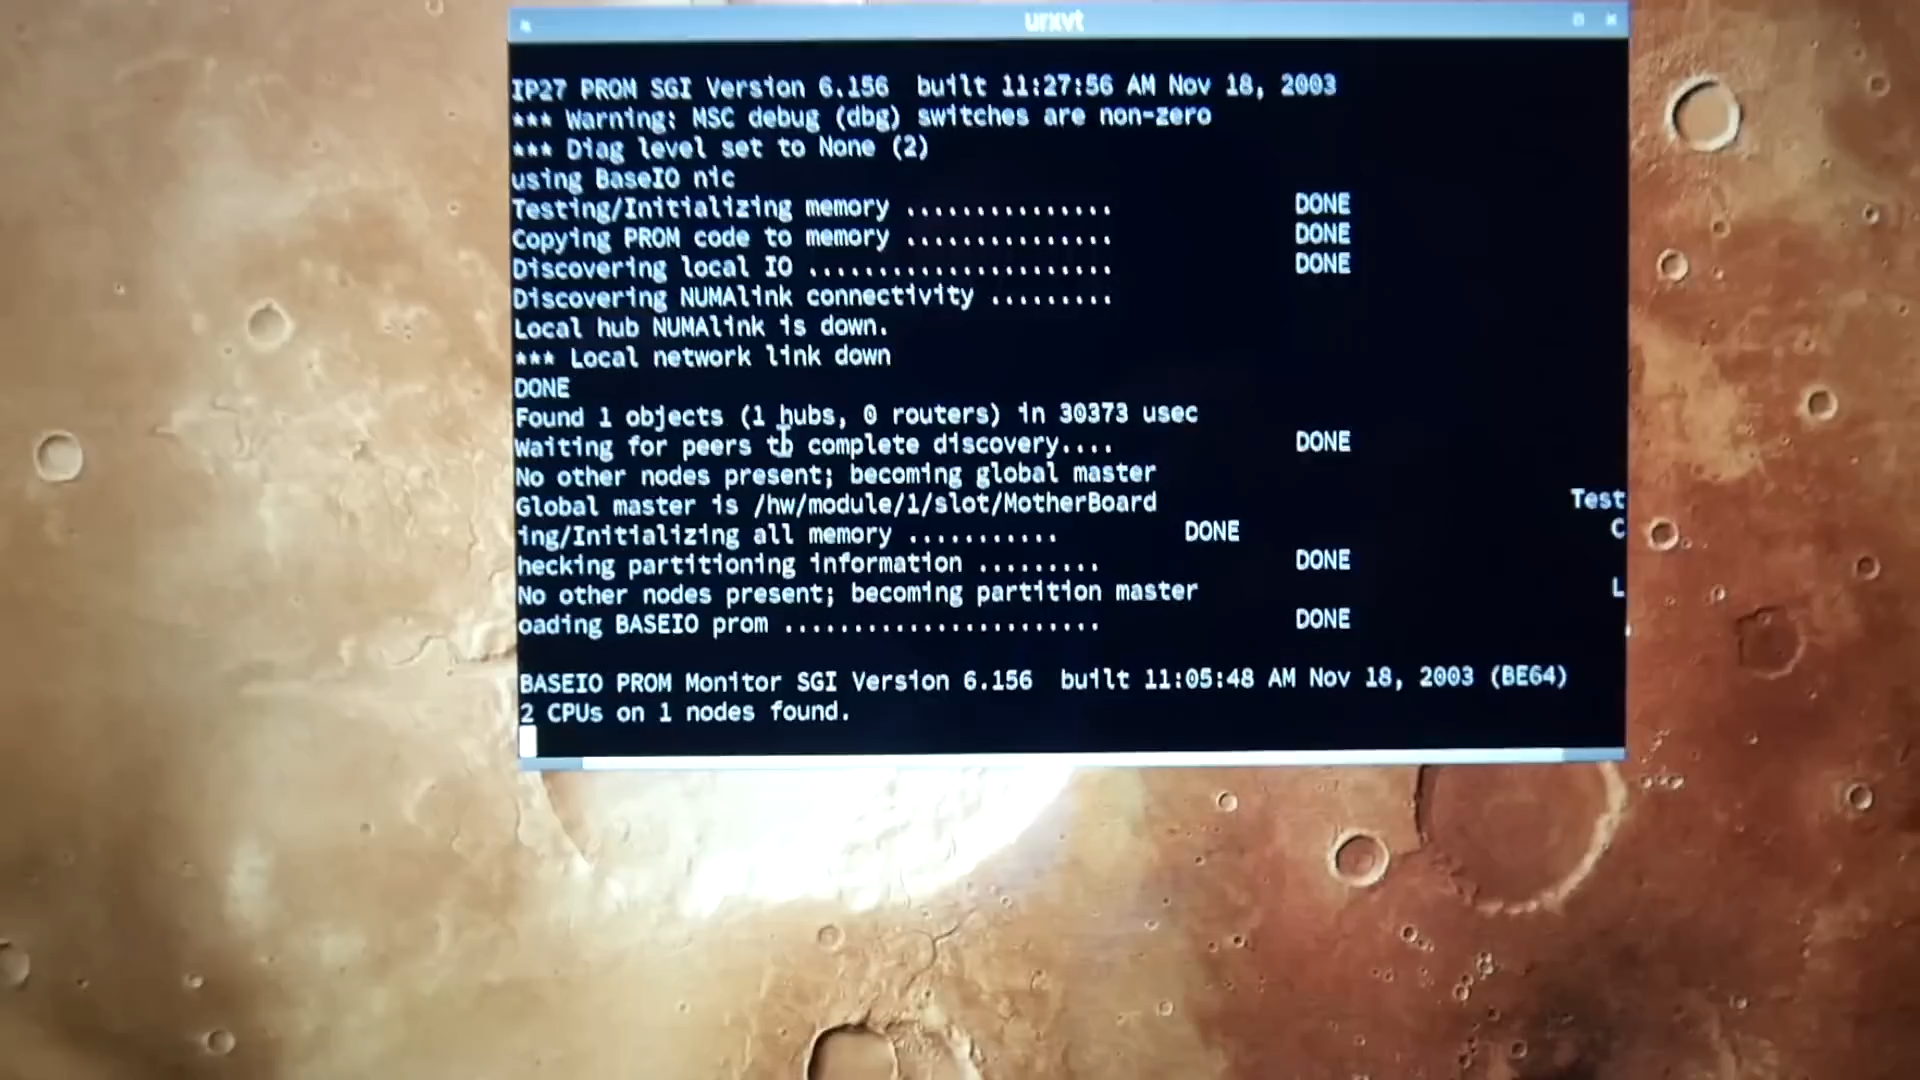 urxvt
IP27 PROM SGI Version 6.156  built 11:27:56 AM Nov 18, 2003
*** Warning: MSC debug (dbg) switches are non-zero
*** Diag level set to None (2)
using BaseIO nic
Testing/Initializing memory ...............             DONE
Copying PROM code to memory ...............             DONE
Discovering local IO ......................             DONE
Discovering NUMAlink connectivity .........
Local hub NUMAlink is down.
*** Local network link down
DONE
Found 1 objects (1 hubs, 0 routers) in 30373 usec
Waiting for peers to complete discovery....             DONE
No other nodes present; becoming global master
Global master is /hw/module/1/slot/MotherBoard                              Test
ing/Initializing all memory ...........         DONE                           C
hecking partitioning information .........              DONE
No other nodes present; becoming partition master                              L
oading BASEIO prom .......................              DONE
BASEIO PROM Monitor SGI Version 6.156  built 11:05:48 AM Nov 18, 2003 (BE64)
2 CPUs on 1 nodes found.